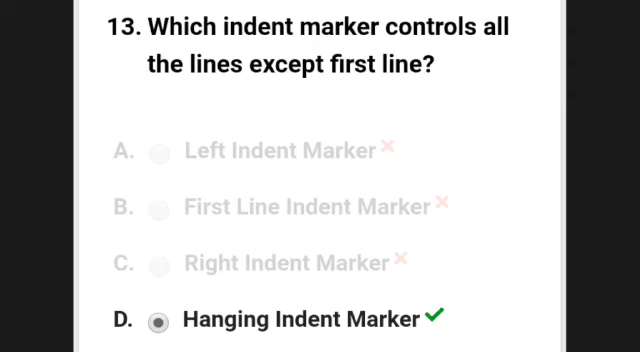 13. Which indent marker controls all
the lines except first line?
A. Left Indent Marker
B. First Line Indent Marker
C. Right Indent Marker
D. Hanging Indent Marker